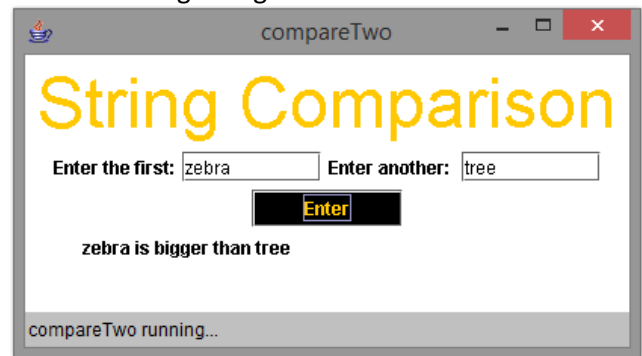 compareTwo
String Comparison
Enter the first: zebra Enter another: tree
Enter
zebra is bigger than tree
compareTwo running...